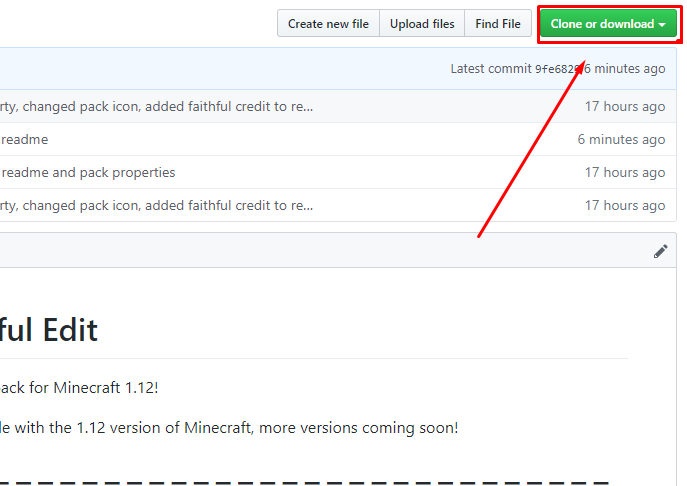 Create new file Upload files Find File Clone or download
Latest commit 9fe682 6 minutes ago
rty, changed pack icon, added faithful credit to re... 17 hours ago
readme 6 minutes ago
readme and pack properties 17 hours ago
rty, changed pack icon, added faithful credit to re... 17 hours ago
ful Edit
pack for Minecraft 1.12!
le with the 1.12 version of Minecraft, more versions coming soon!